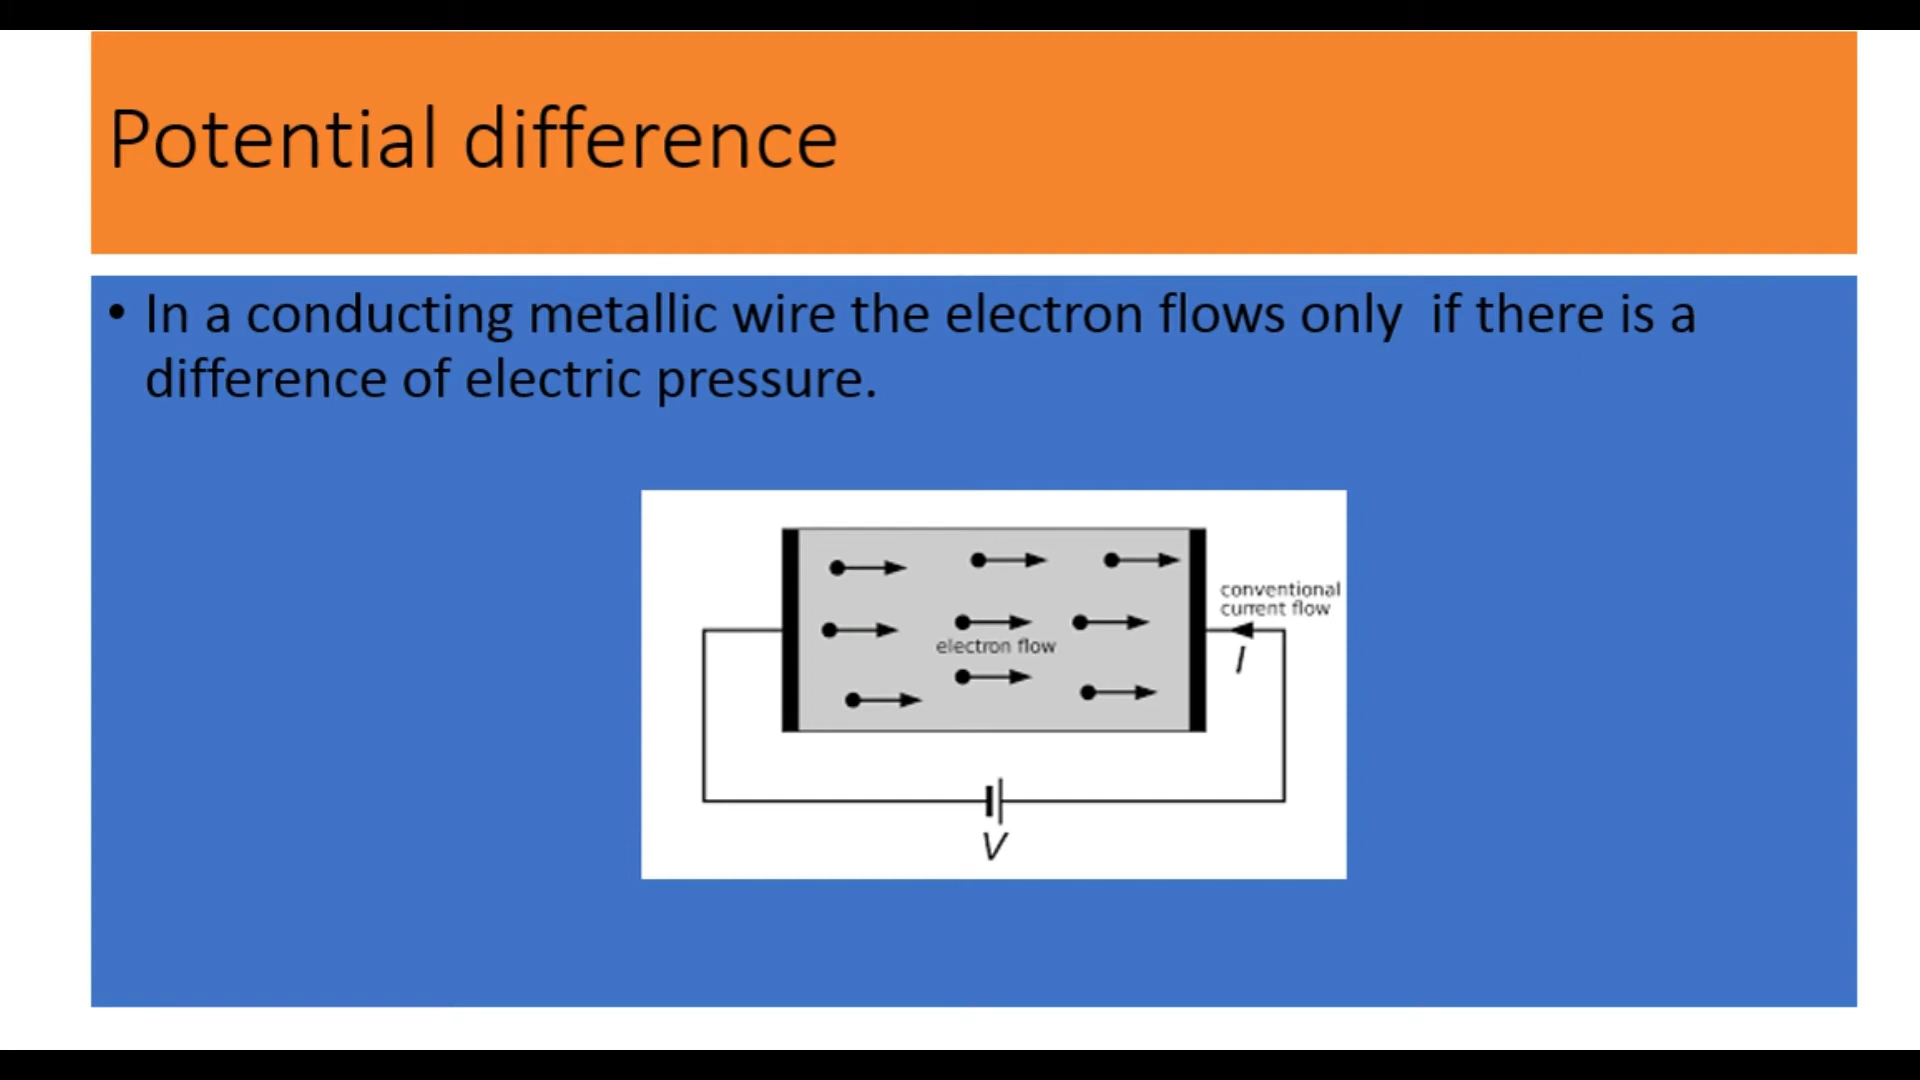 Potential difference
• In a conducting metallic wire the electron flows only  if there is a
difference of electric pressure.
conventional
current flow
electron flow
I
V